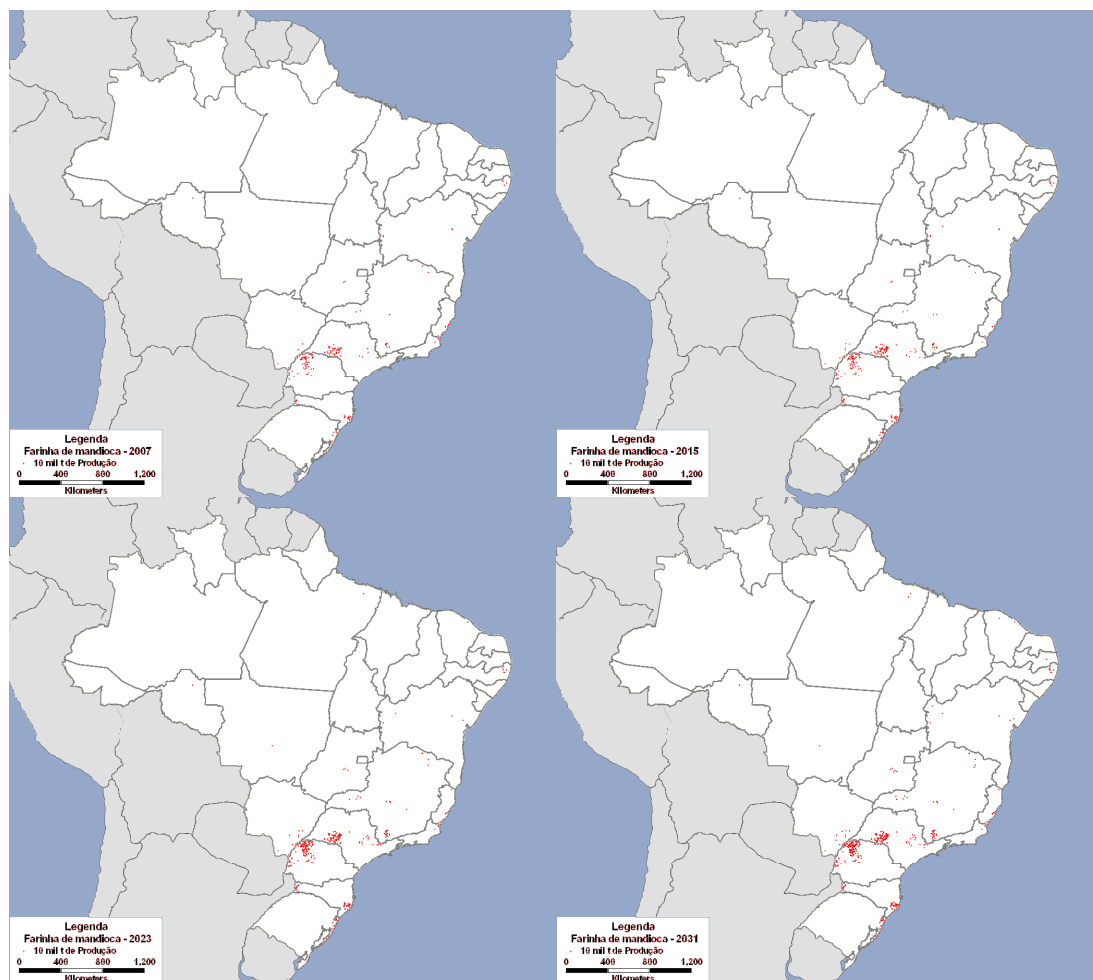 Legenda
Farinha de mandioca - 2007
10 mil t de Produção
0 400 800 1,200
Kilometers
Legenda
Farinha de mandioca - 2015
10 mil t de Produção
0 400 800 1,200
Kilometers
Legenda
Farinha de mandioca - 2023
10 mil t de Produção
0 400 800 1,200
Kilometers
Legenda
Farinha de mandioca - 2031
10 mil t de Produção
0 400 800 1,200
Kilometers